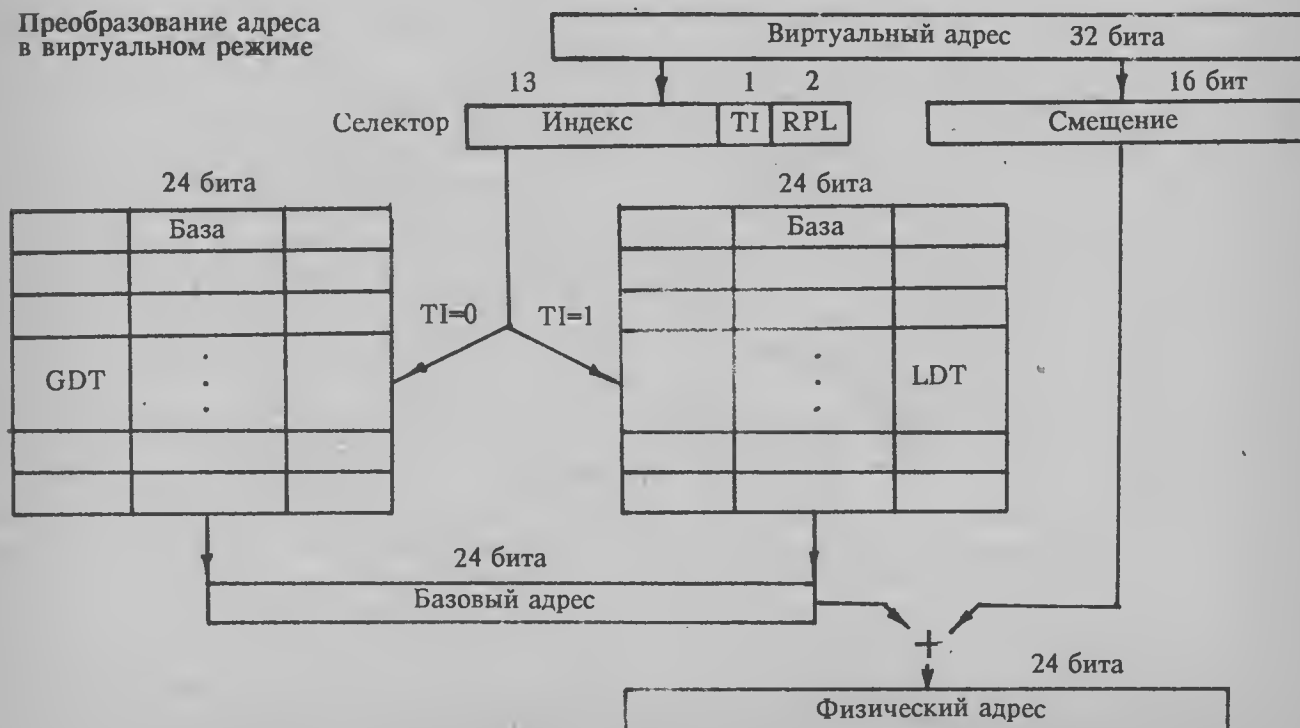 Преобразование адреса
в виртуальном режиме
Виртуальный адрес 32 бита
13 1 2 16 бит
Селектор Индекс TI RPL Смещение
24 бита 24 бита
База База
TI=0 TI=1
GDT LDT
24 бита
Базовый адрес
+
24 бита
Физический адрес